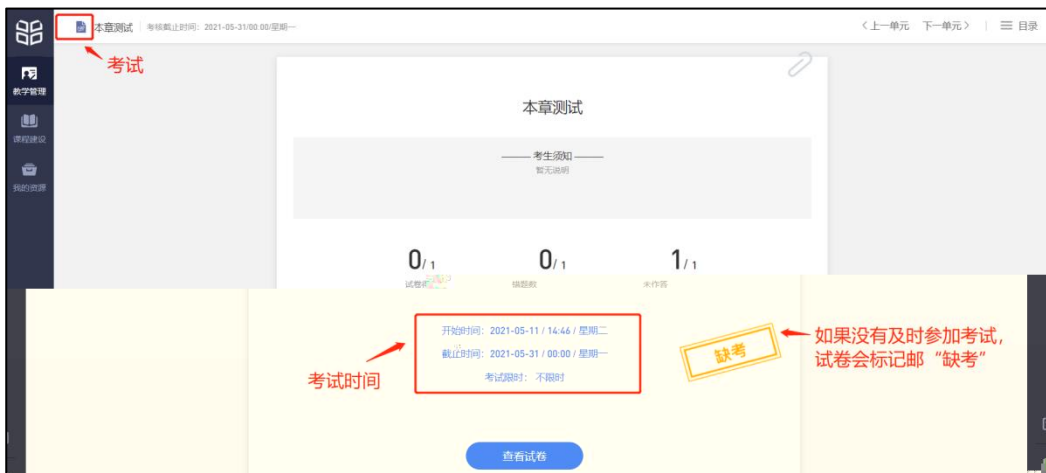 本章测试 考核截止时间：2021-05-31/00:00/星期一
上一单元 下一单元 目录
考试
教学管理
课程建设
我的资源
本章测试
考生须知
暂无说明
0/1 0/1 1/1
错题数 未作答
开始时间：2021-05-11 / 14:46 / 星期二
截止时间：2021-05-31 / 00:00 / 星期一
考试限时： 不限时
考试时间
缺考
如果没有及时参加考试，
试卷会标记邮“缺考”
查看试卷